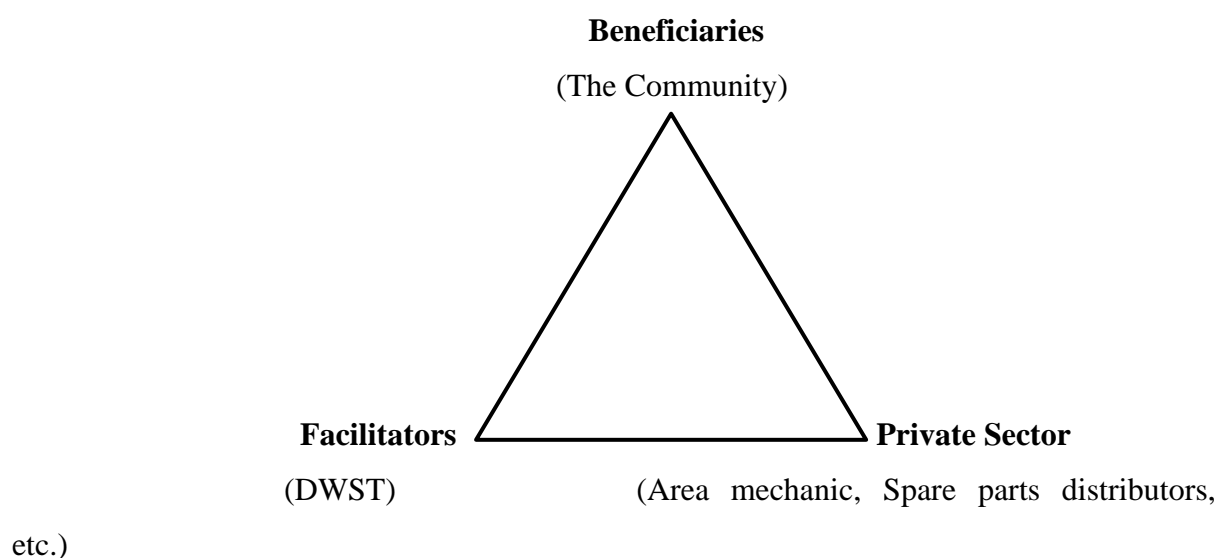 Beneficiaries
(The Community)
Facilitators Private Sector
(DWST) (Area mechanic, Spare parts distributors,
etc.)